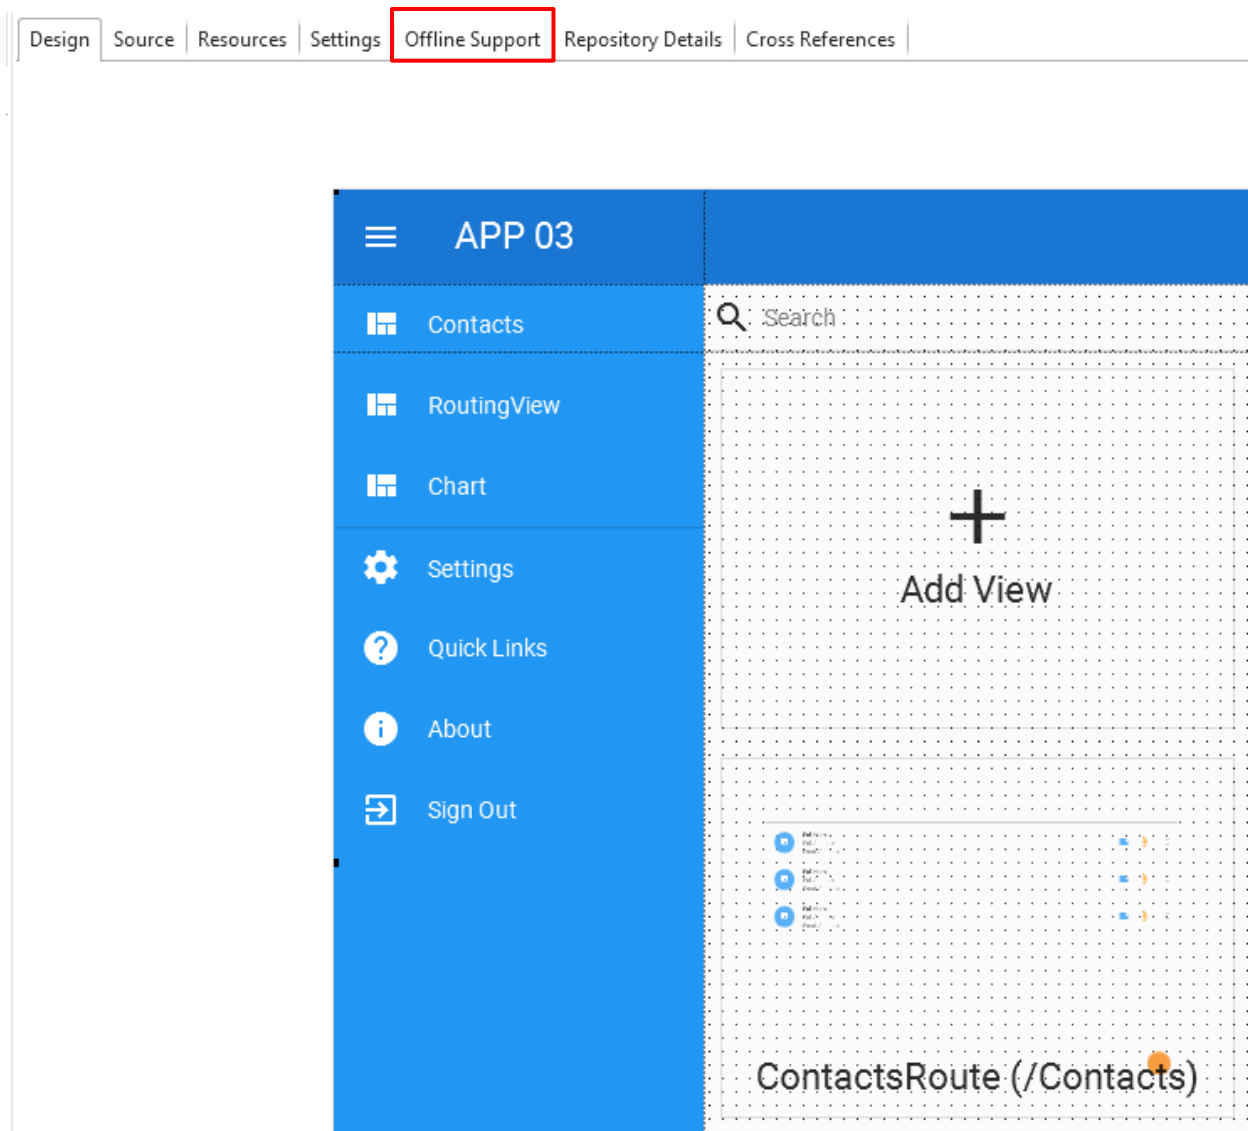 Design Source Resources Settings Offline Support Repository Details Cross References
APP 03
Contacts
Search
RoutingView
Chart
Add View
Settings
Quick Links
About
Sign Out
ContactsRoute (/Contacts)